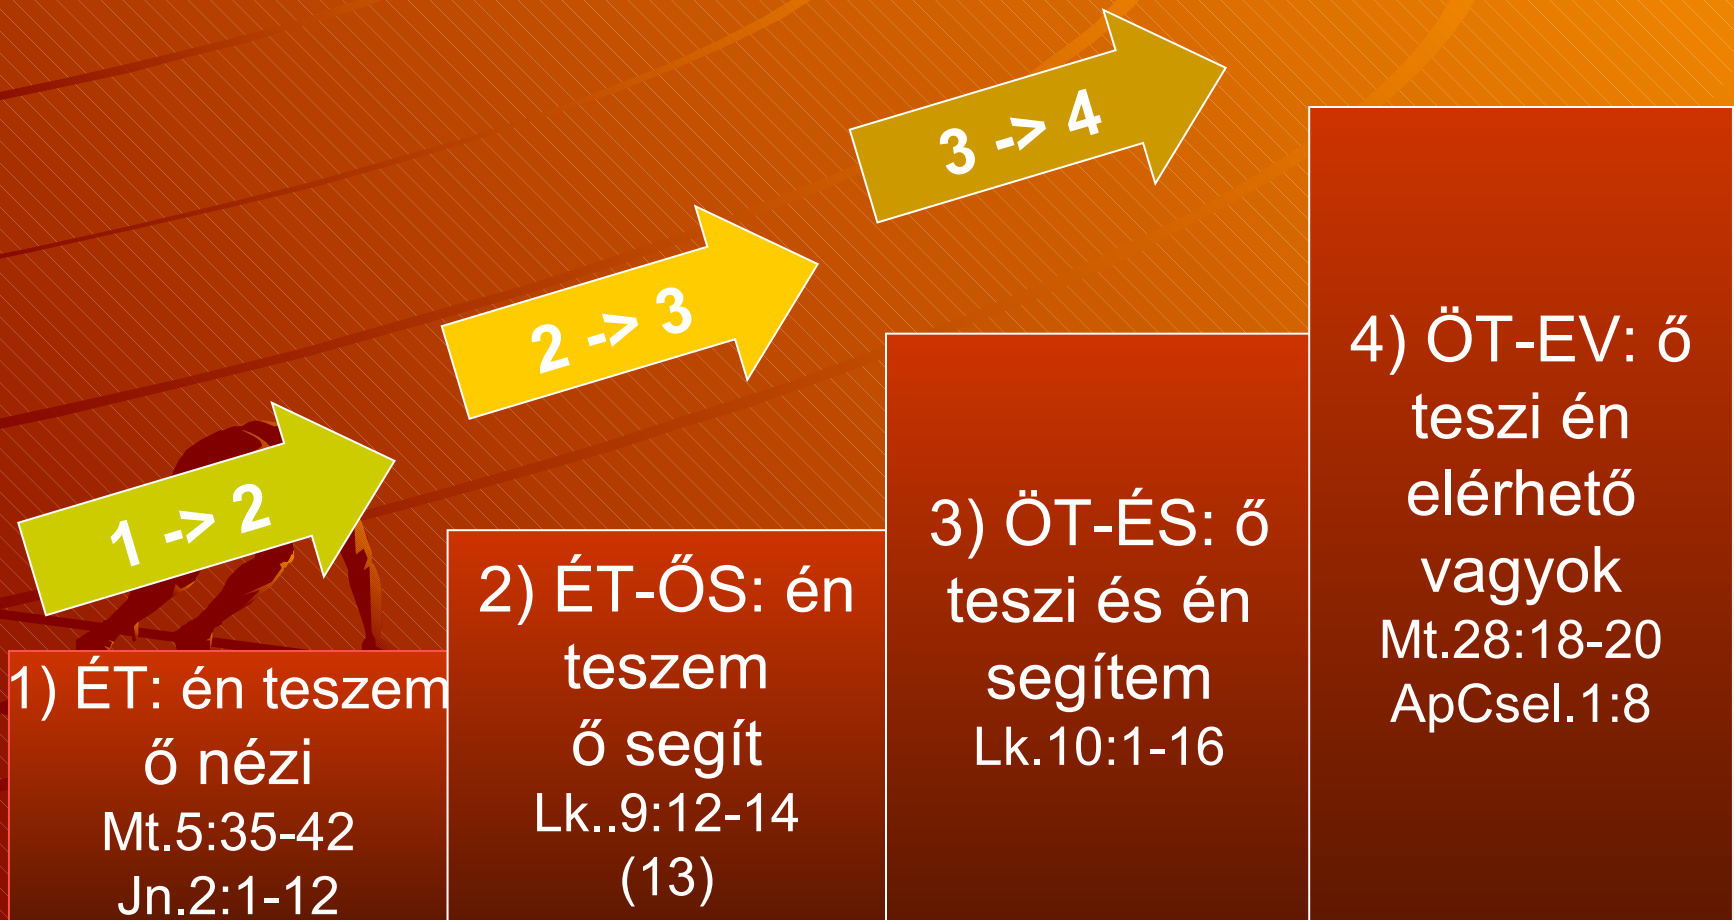 1 -> 2
2 -> 3
3 -> 4
1) ÉT: én teszem
ő nézi
Mt.5:35-42
Jn.2:1-12
2) ÉT-ŐS: én
teszem
ő segít
Lk..9:12-14
(13)
3) ÖT-ÉS: ő
teszi és én
segítem
Lk.10:1-16
4) ÖT-EV: ő
teszi én
elérhető
vagyok
Mt.28:18-20
ApCsel.1:8